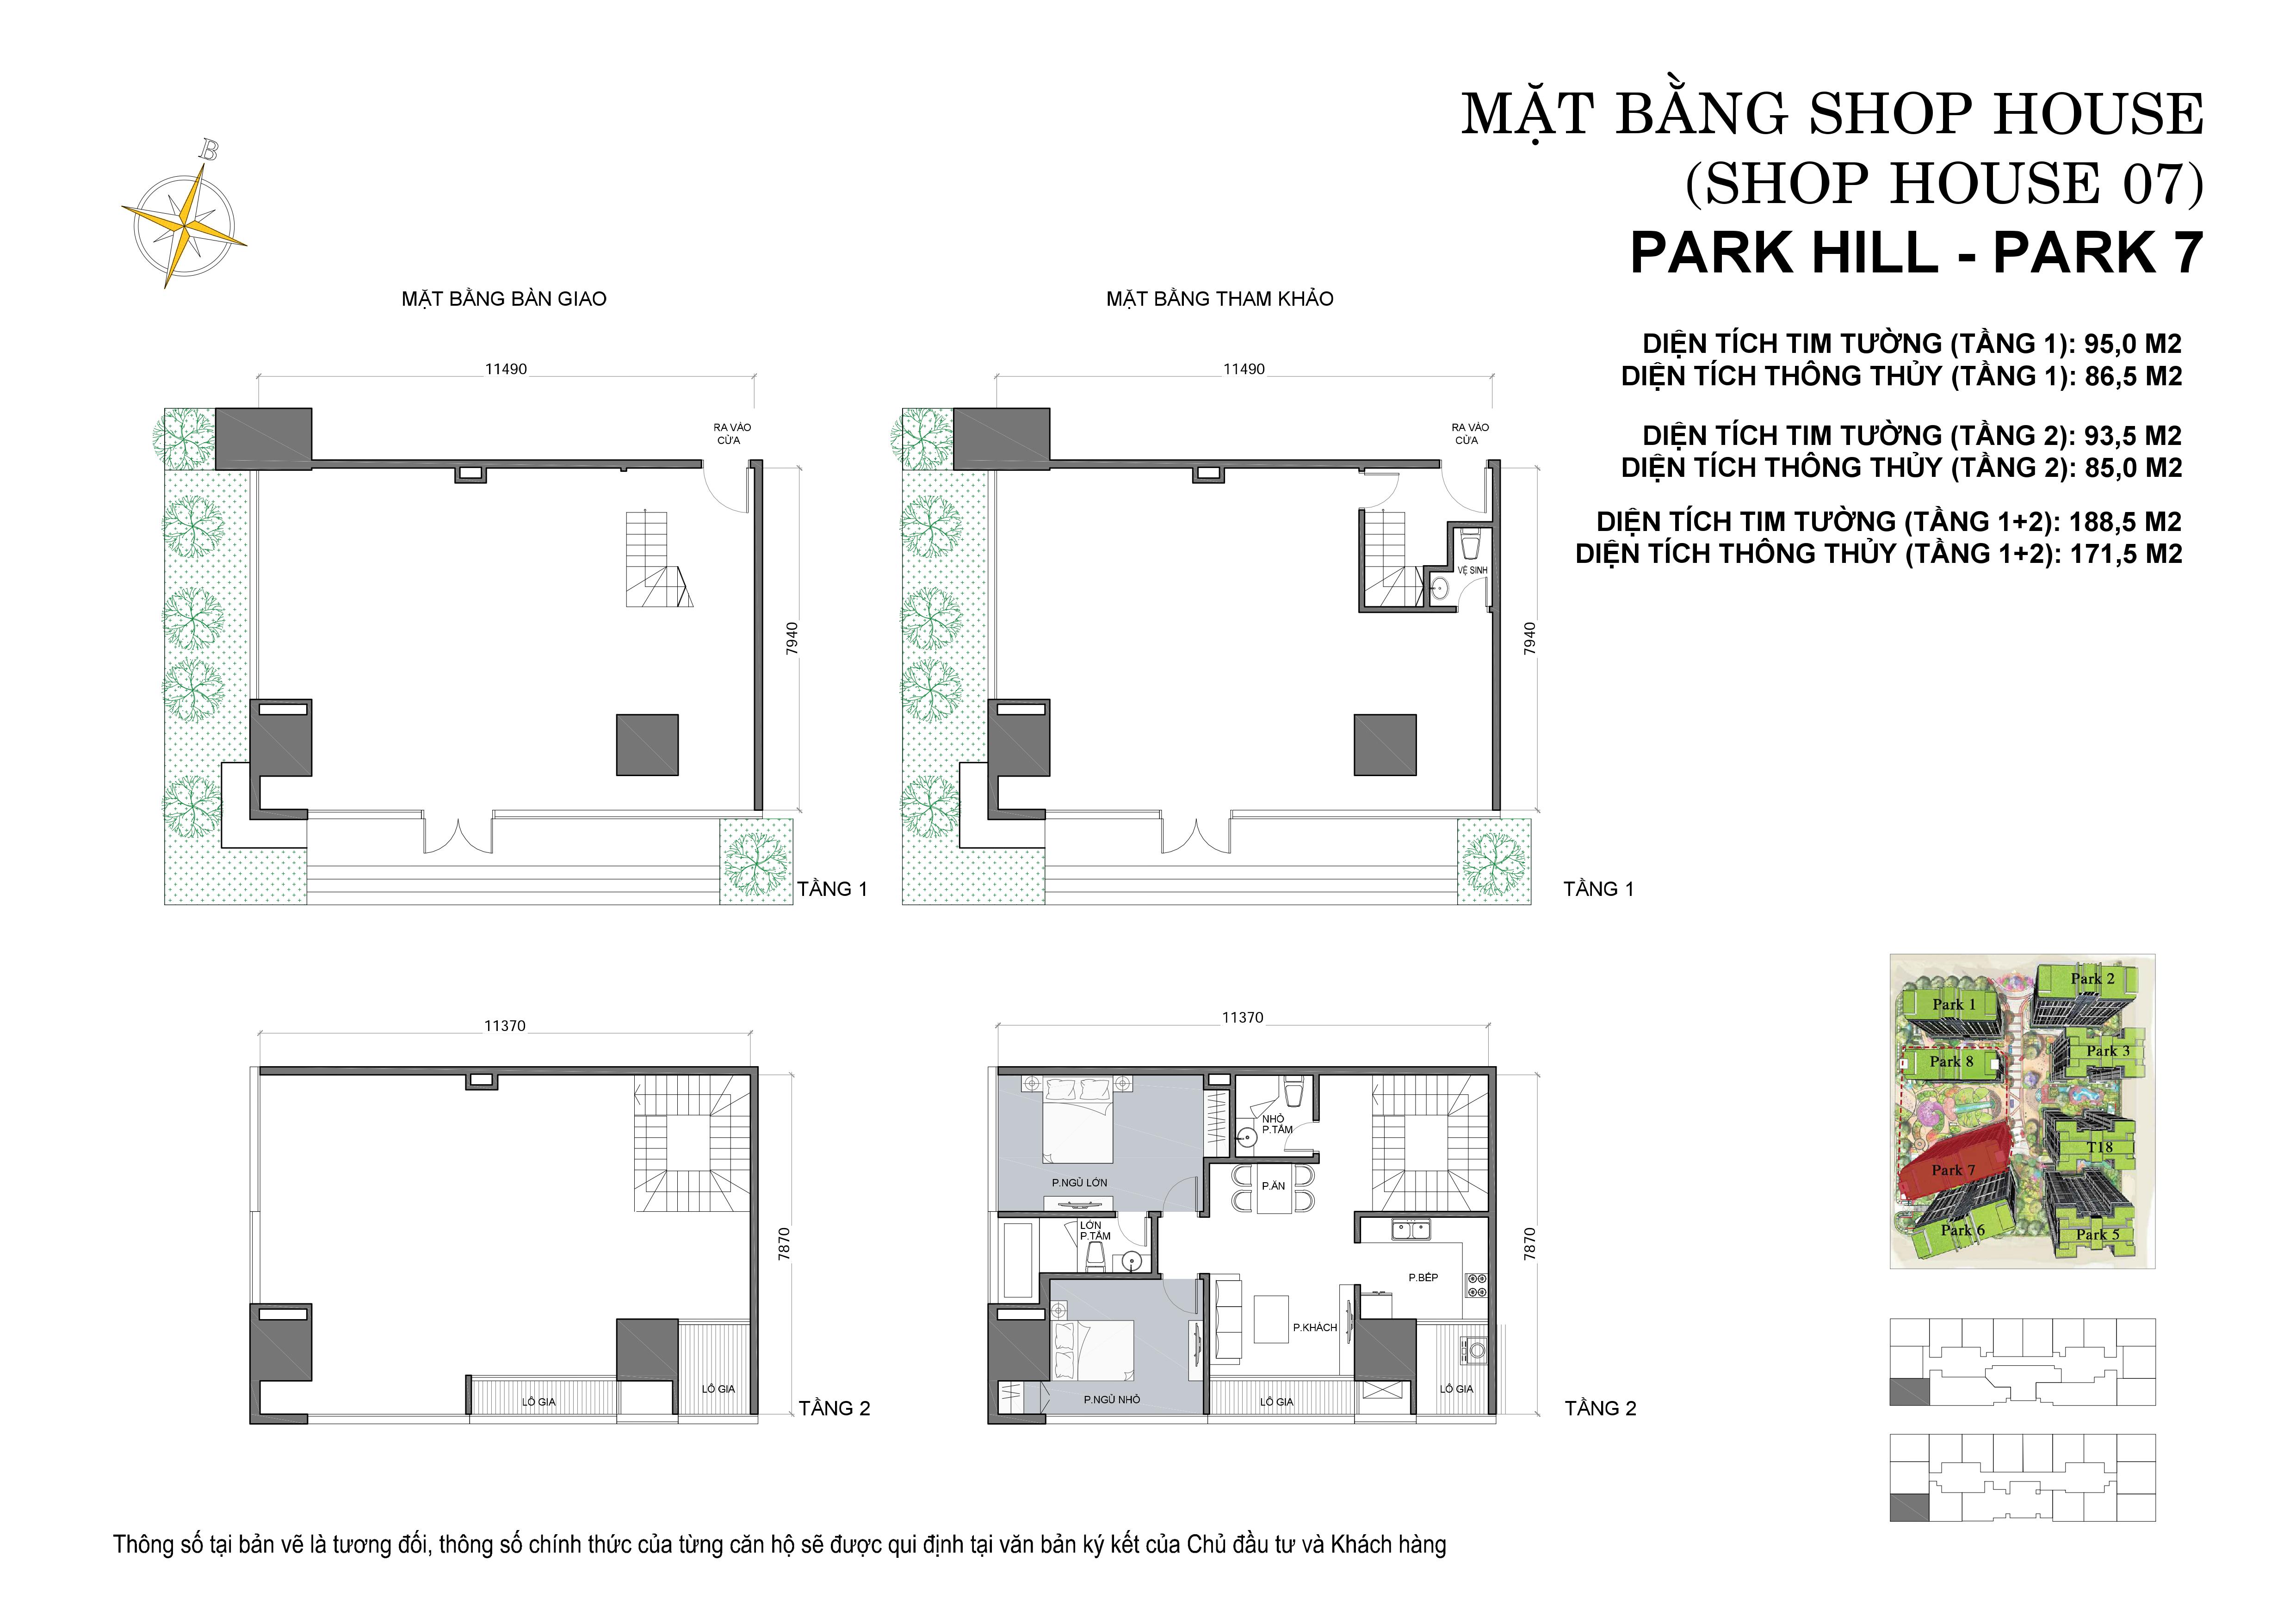 B
MẶT BẰNG SHOP HOUSE
(SHOP HOUSE 07)
PARK HILL - PARK 7
MẶT BẰNG BÀN GIAO
MẶT BẰNG THAM KHẢO
DIỆN TÍCH TIM TƯỜNG (TẦNG 1): 95,0 M2
DIỆN TÍCH THÔNG THỦY (TẦNG 1): 86,5 M2
DIỆN TÍCH TIM TƯỜNG (TẦNG 2): 93,5 M2
DIỆN TÍCH THÔNG THỦY (TẦNG 2): 85,0 M2
DIỆN TÍCH TIM TƯỜNG (TẦNG 1+2): 188,5 M2
DIỆN TÍCH THÔNG THỦY (TẦNG 1+2): 171,5 M2
11490
RA VÀO
CỬA
7940
TẦNG 1
11490
RA VÀO
CỬA
VỆ SINH
7940
TẦNG 1
11370
7870
LÔ GIA
LÔ GIA
TẦNG 2
11370
NHỎ
P.TẮM
P.NGỦ LỚN
P.ĂN
LỚN
P.TẮM
7870
P.BẾP
P.KHÁCH
P.NGỦ NHỎ
LÔ GIA
LÔ GIA
TẦNG 2
Park 2
Park 1
Park 3
Park 8
T18
Park 7
Park 6
Park 5
Thông số tại bản vẽ là tương đối, thông số chính thức của từng căn hộ sẽ được qui định tại văn bản ký kết của Chủ đầu tư và Khách hàng